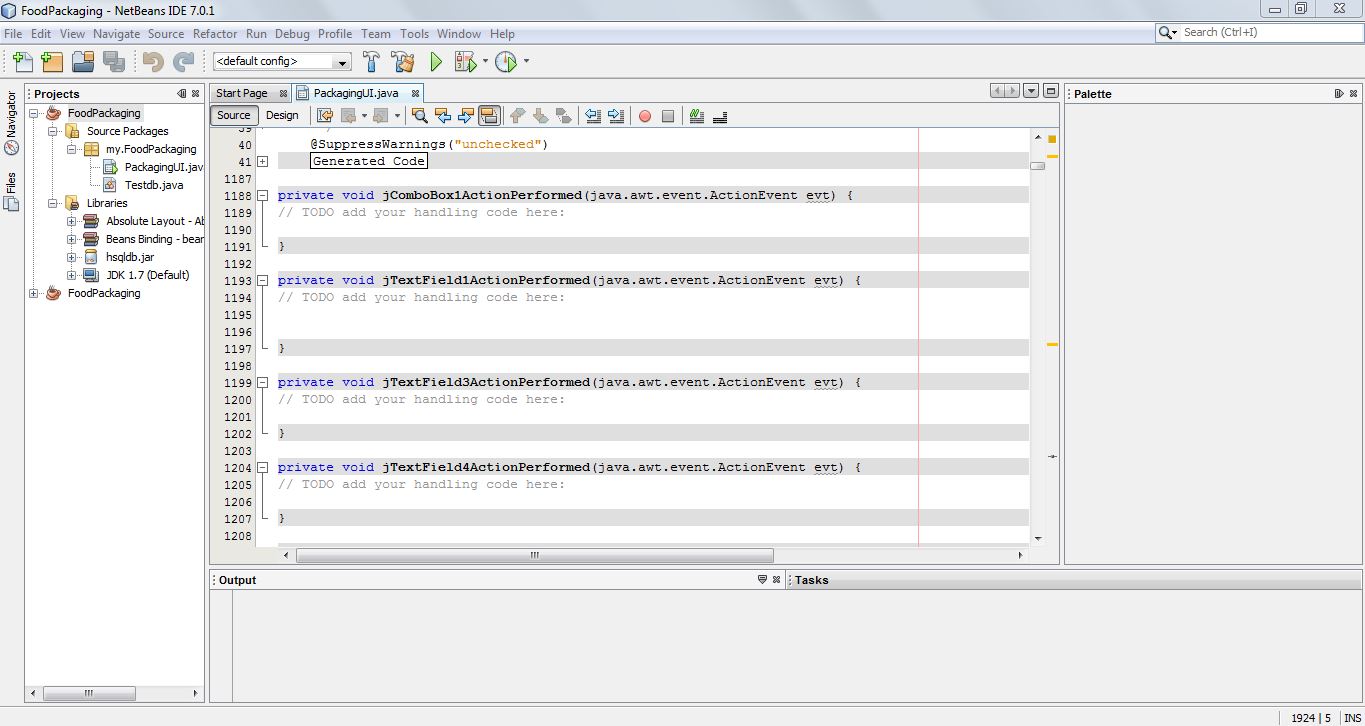 FoodPackaging - NetBeans IDE 7.0.1
File Edit View Navigate Source Refactor Run Debug Profile Team Tools Window Help
Search (Ctrl+I)
<default config>
Navigator
Files
Projects
FoodPackaging
Source Packages
my.FoodPackaging
PackagingUI.jav
Testdb.java
Libraries
Absolute Layout - Ab
Beans Binding - bear
hsqldb.jar
JDK 1.7 (Default)
FoodPackaging
Start Page PackagingUI.java
Source Design
39
40 @SuppressWarnings("unchecked")
41 Generated Code
1187
1188 private void jComboBox1ActionPerformed(java.awt.event.ActionEvent evt) {
1189 // TODO add your handling code here:
1190
1191 }
1192
1193 private void jTextField1ActionPerformed(java.awt.event.ActionEvent evt) {
1194 // TODO add your handling code here:
1195
1196
1197 }
1198
1199 private void jTextField3ActionPerformed(java.awt.event.ActionEvent evt) {
1200 // TODO add your handling code here:
1201
1202 }
1203
1204 private void jTextField4ActionPerformed(java.awt.event.ActionEvent evt) {
1205 // TODO add your handling code here:
1206
1207 }
1208
Palette
Output
Tasks
1924 | 5 INS